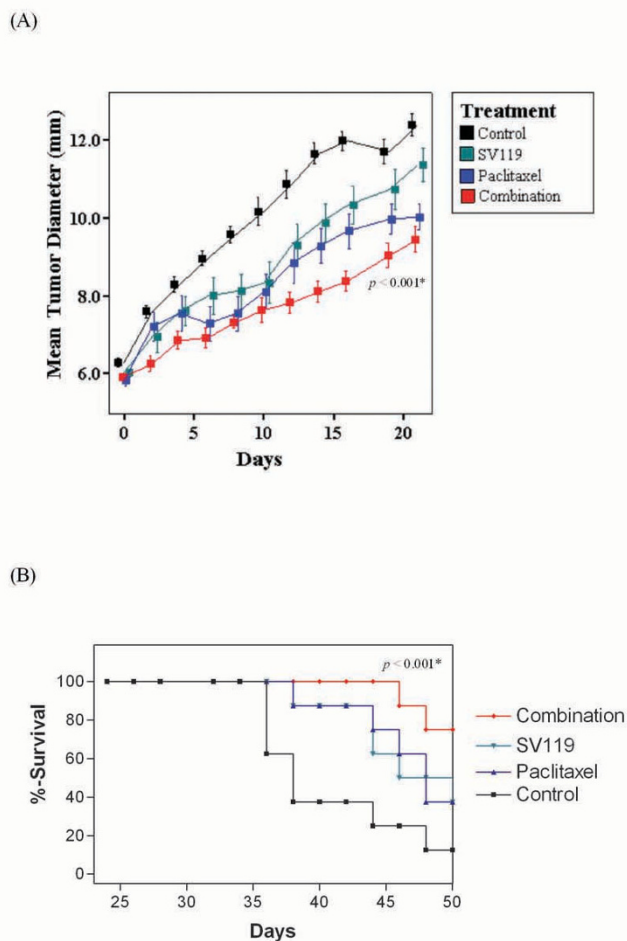 (A)
Mean Tumor Diameter (mm)
12.0
10.0
8.0
6.0
0 5 10 15 20
Days
p < 0.001*
Treatment
Control
SV119
Paclitaxel
Combination
(B)
%-Survival
100
80
60
40
20
0
25 30 35 40 45 50
Days
p < 0.001*
Combination
SV119
Paclitaxel
Control